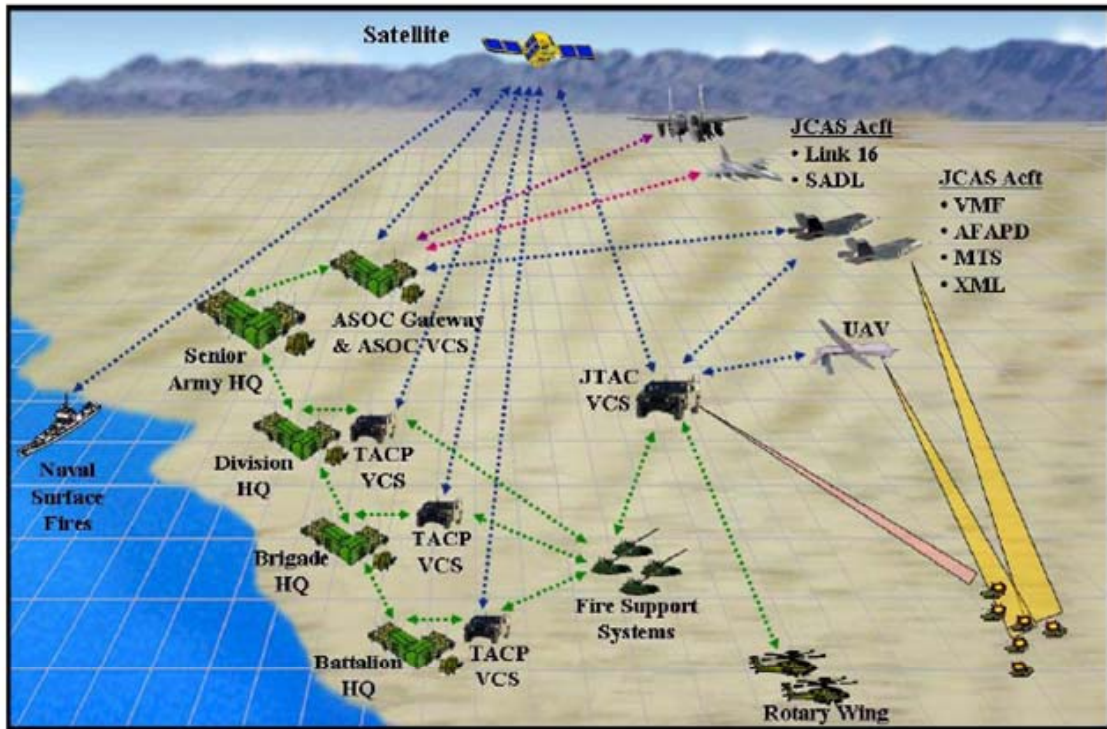 Satellite
JCAS Acft
• Link 16
• SADL
JCAS Acft
• VMF
• AFAPD
• MTS
• XML
UAV
ASOC Gateway
& ASOC VCS
Senior
Army HQ
JTAC
VCS
Naval
Surface
Fires
Division
HQ
TACP
VCS
Brigade
HQ
TACP
VCS
Fire Support
Systems
Battalion
HQ
TACP
VCS
Rotary Wing